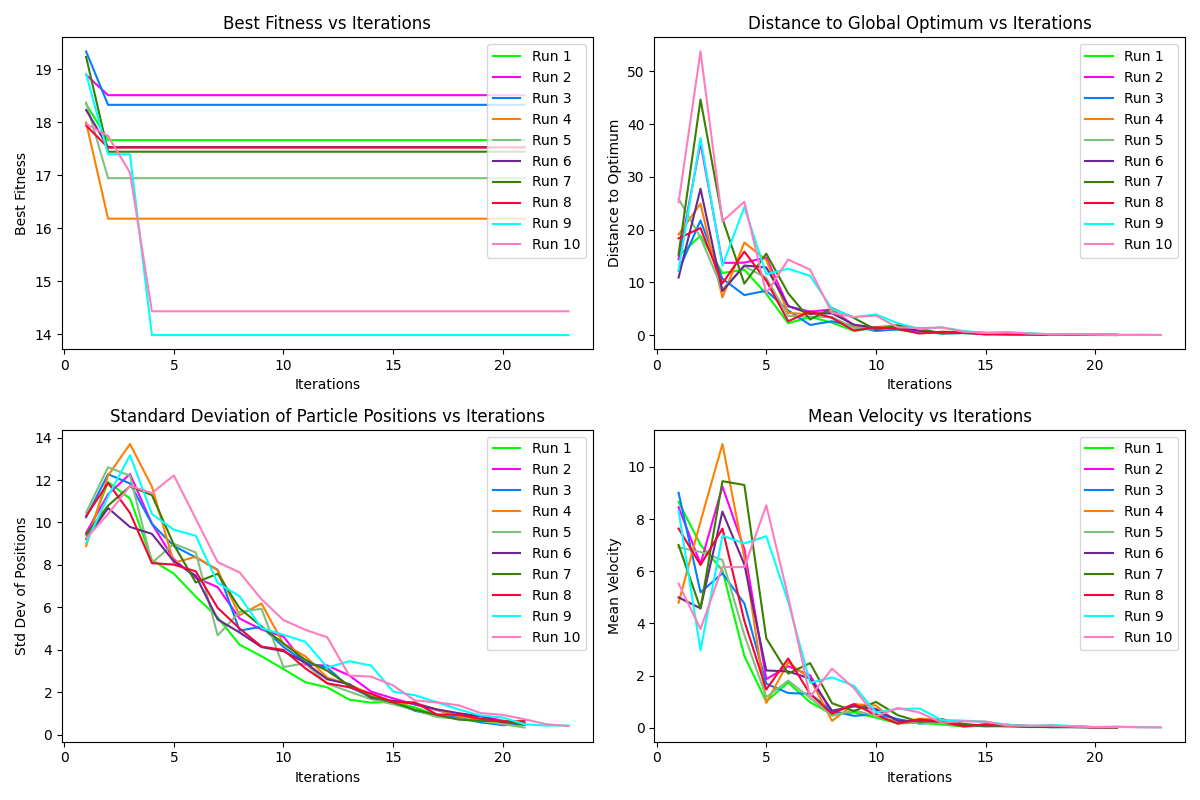 Best Fitness vs Iterations
Best Fitness
19
18
17
16
15
14
0
5
10
15
20
Iterations
Run 1
Run 2
Run 3
Run 4
Run 5
Run 6
Run 7
Run 8
Run 9
Run 10
Distance to Global Optimum vs Iterations
Distance to Optimum
50
40
30
20
10
0
0
5
10
15
20
Iterations
Run 1
Run 2
Run 3
Run 4
Run 5
Run 6
Run 7
Run 8
Run 9
Run 10
Standard Deviation of Particle Positions vs Iterations
Std Dev of Positions
14
12
10
8
6
4
2
0
0
5
10
15
20
Iterations
Run 1
Run 2
Run 3
Run 4
Run 5
Run 6
Run 7
Run 8
Run 9
Run 10
Mean Velocity vs Iterations
Mean Velocity
10
8
6
4
2
0
0
5
10
15
20
Iterations
Run 1
Run 2
Run 3
Run 4
Run 5
Run 6
Run 7
Run 8
Run 9
Run 10